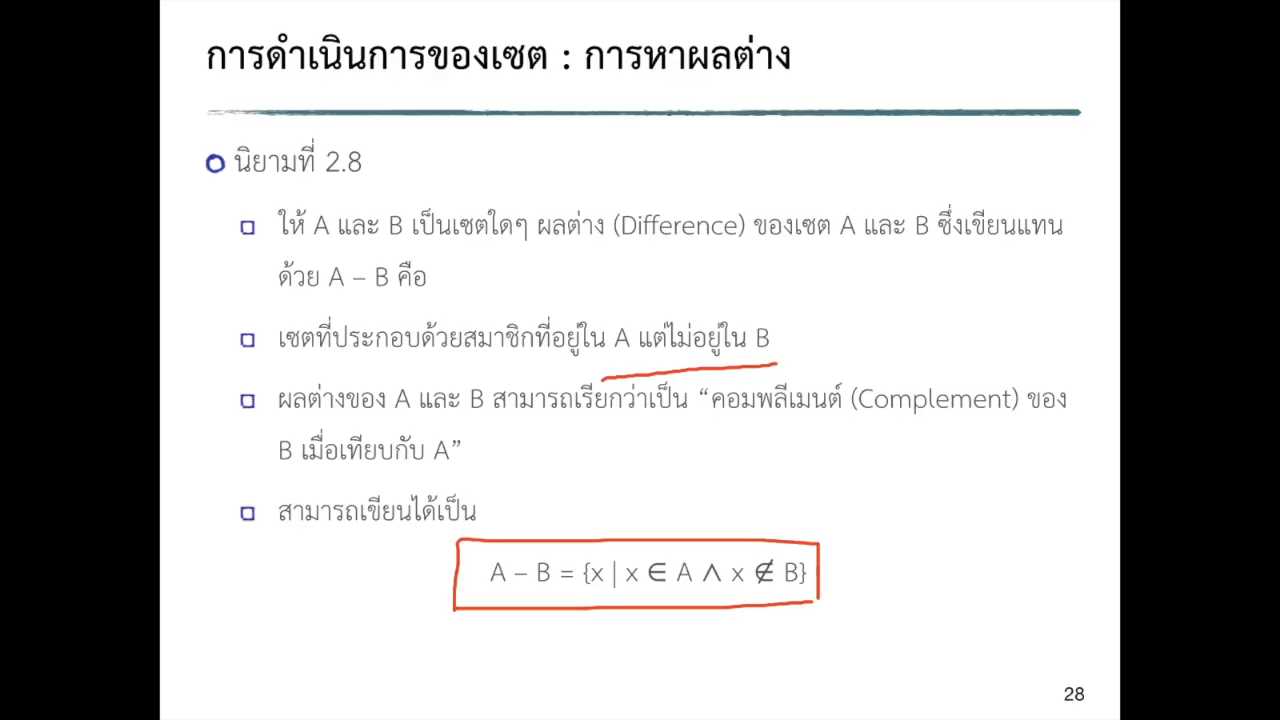 การดำเนินการของเซต : การหาผลต่าง
นิยามที่ 2.8
ให้ A และ B เป็นเซตใดๆ ผลต่าง (Difference) ของเซต A และ B ซึ่งเขียนแทน
ด้วย A – B คือ
เซตที่ประกอบด้วยสมาชิกที่อยู่ใน A แต่ไม่อยู่ใน B
ผลต่างของ A และ B สามารถเรียกว่าเป็น “คอมพลีเมนต์ (Complement) ของ
B เมื่อเทียบกับ A”
สามารถเขียนได้เป็น
A – B = {x | x ∈ A ∧ x ∉ B}
28